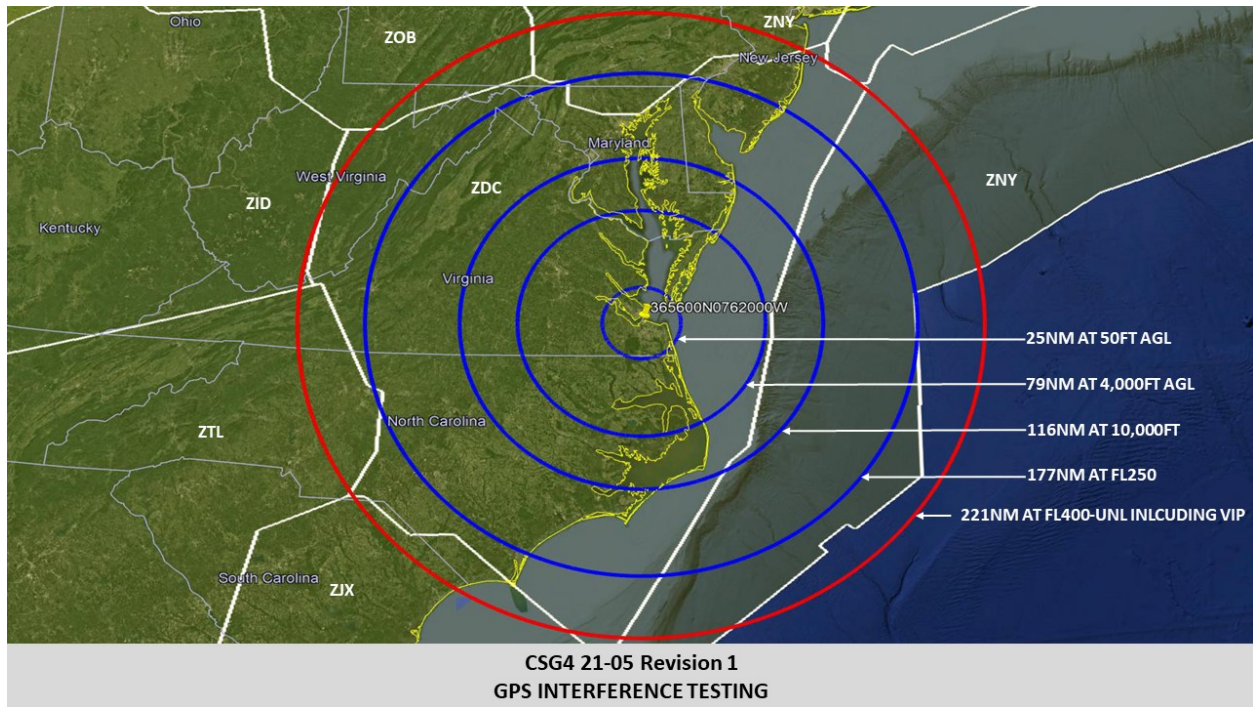 Ohio
ZOB
ZNY
New Jersey
Maryland
West Virginia
ZDC
ZNY
ZID
Kentucky
Virginia
365600N0762000W
25NM AT 50FT AGL
79NM AT 4,000FT AGL
North Carolina
ZTL
116NM AT 10,000FT
177NM AT FL250
221NM AT FL400-UNL INLCUDING VIP
South Carolina
ZJX
CSG4 21-05 Revision 1
GPS INTERFERENCE TESTING